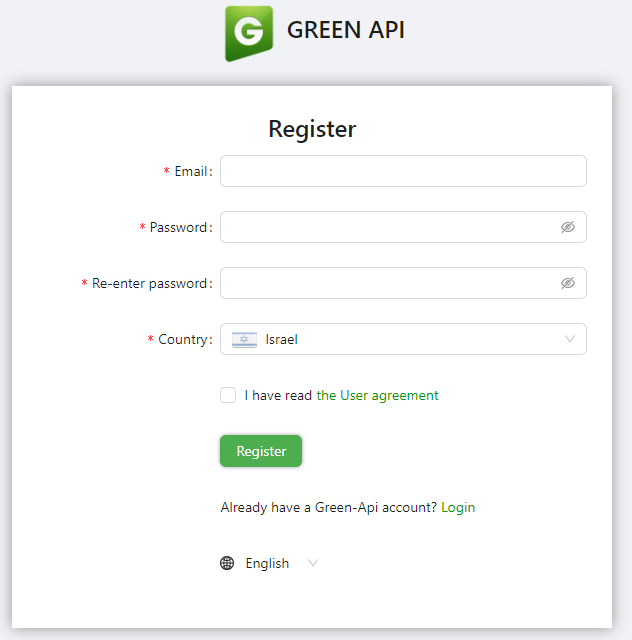 G GREEN API
Register
* Email:
* Password:
* Re-enter password:
* Country: Israel
I have read the User agreement
Register
Already have a Green-Api account? Login
English